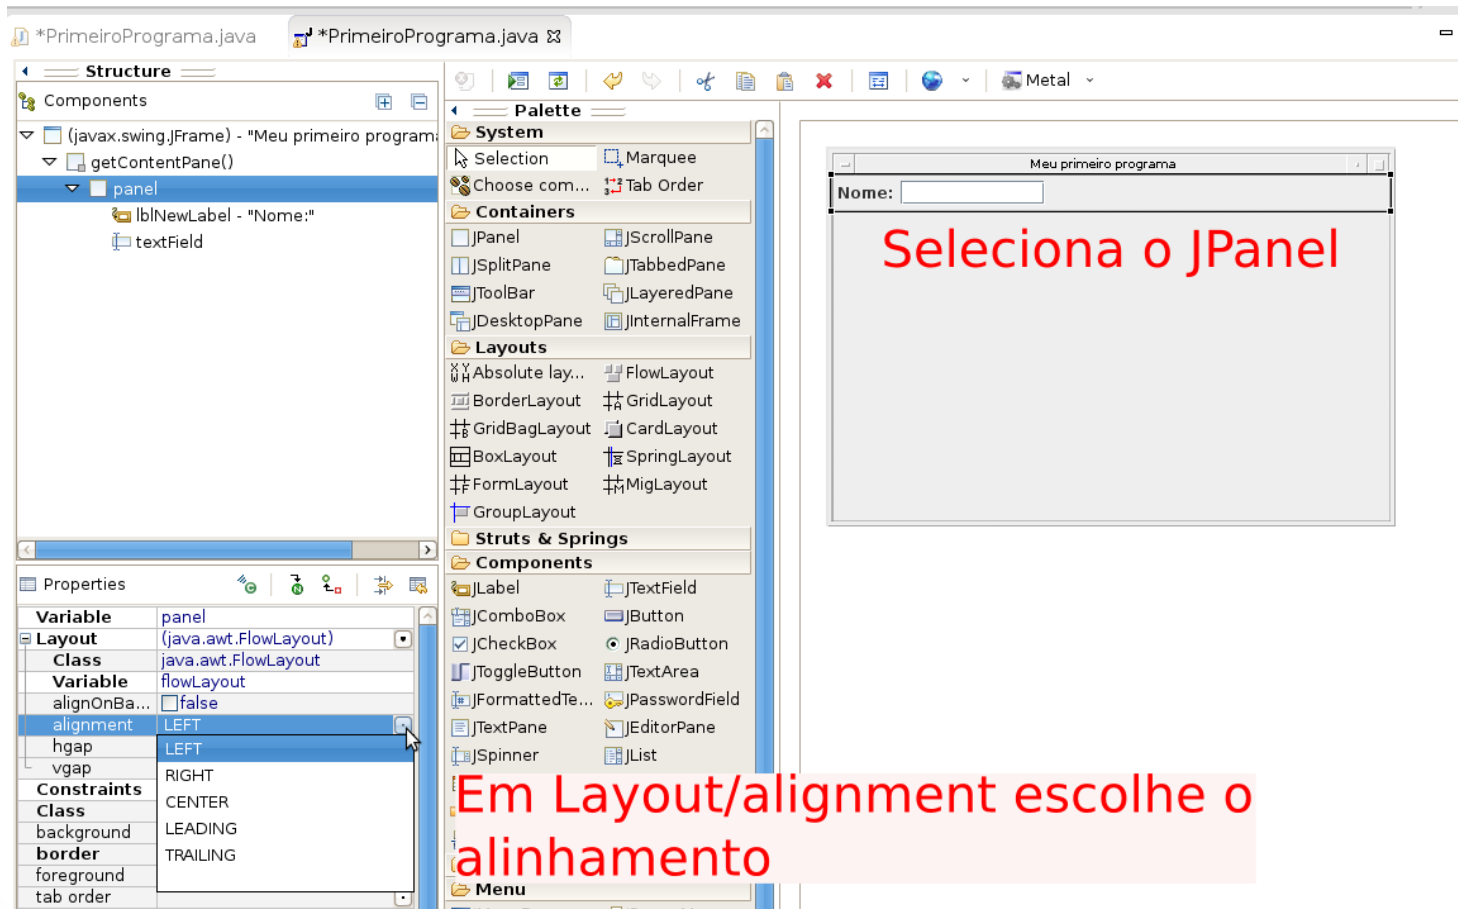 *PrimeiroPrograma.java
*PrimeiroPrograma.java
Structure
Components
(javax.swing.JFrame) - "Meu primeiro program
getContentPane()
panel
lblNewLabel - "Nome:"
textField
Properties
Variable panel
Layout (java.awt.FlowLayout)
Class java.awt.FlowLayout
Variable flowLayout
alignOnBa... false
alignment LEFT
hgap
vgap
Constraints
Class
background
border
foreground
tab order
LEFT
RIGHT
CENTER
LEADING
TRAILING
Metal
Palette
System
Selection Marquee
Choose com... Tab Order
Containers
JPanel JScrollPane
JSplitPane JTabbedPane
JToolBar JLayeredPane
JDesktopPane JInternalFrame
Layouts
Absolute lay... FlowLayout
BorderLayout GridLayout
GridBagLayout CardLayout
BoxLayout SpringLayout
FormLayout MigLayout
GroupLayout
Struts & Springs
Components
JLabel JTextField
JComboBox JButton
JCheckBox JRadioButton
JToggleButton JTextArea
JFormattedTe... JPasswordField
JTextPane JEditorPane
JSpinner JList
Menu
Meu primeiro programa
Nome:
Seleciona o JPanel
Em Layout/alignment escolhe o
alinhamento